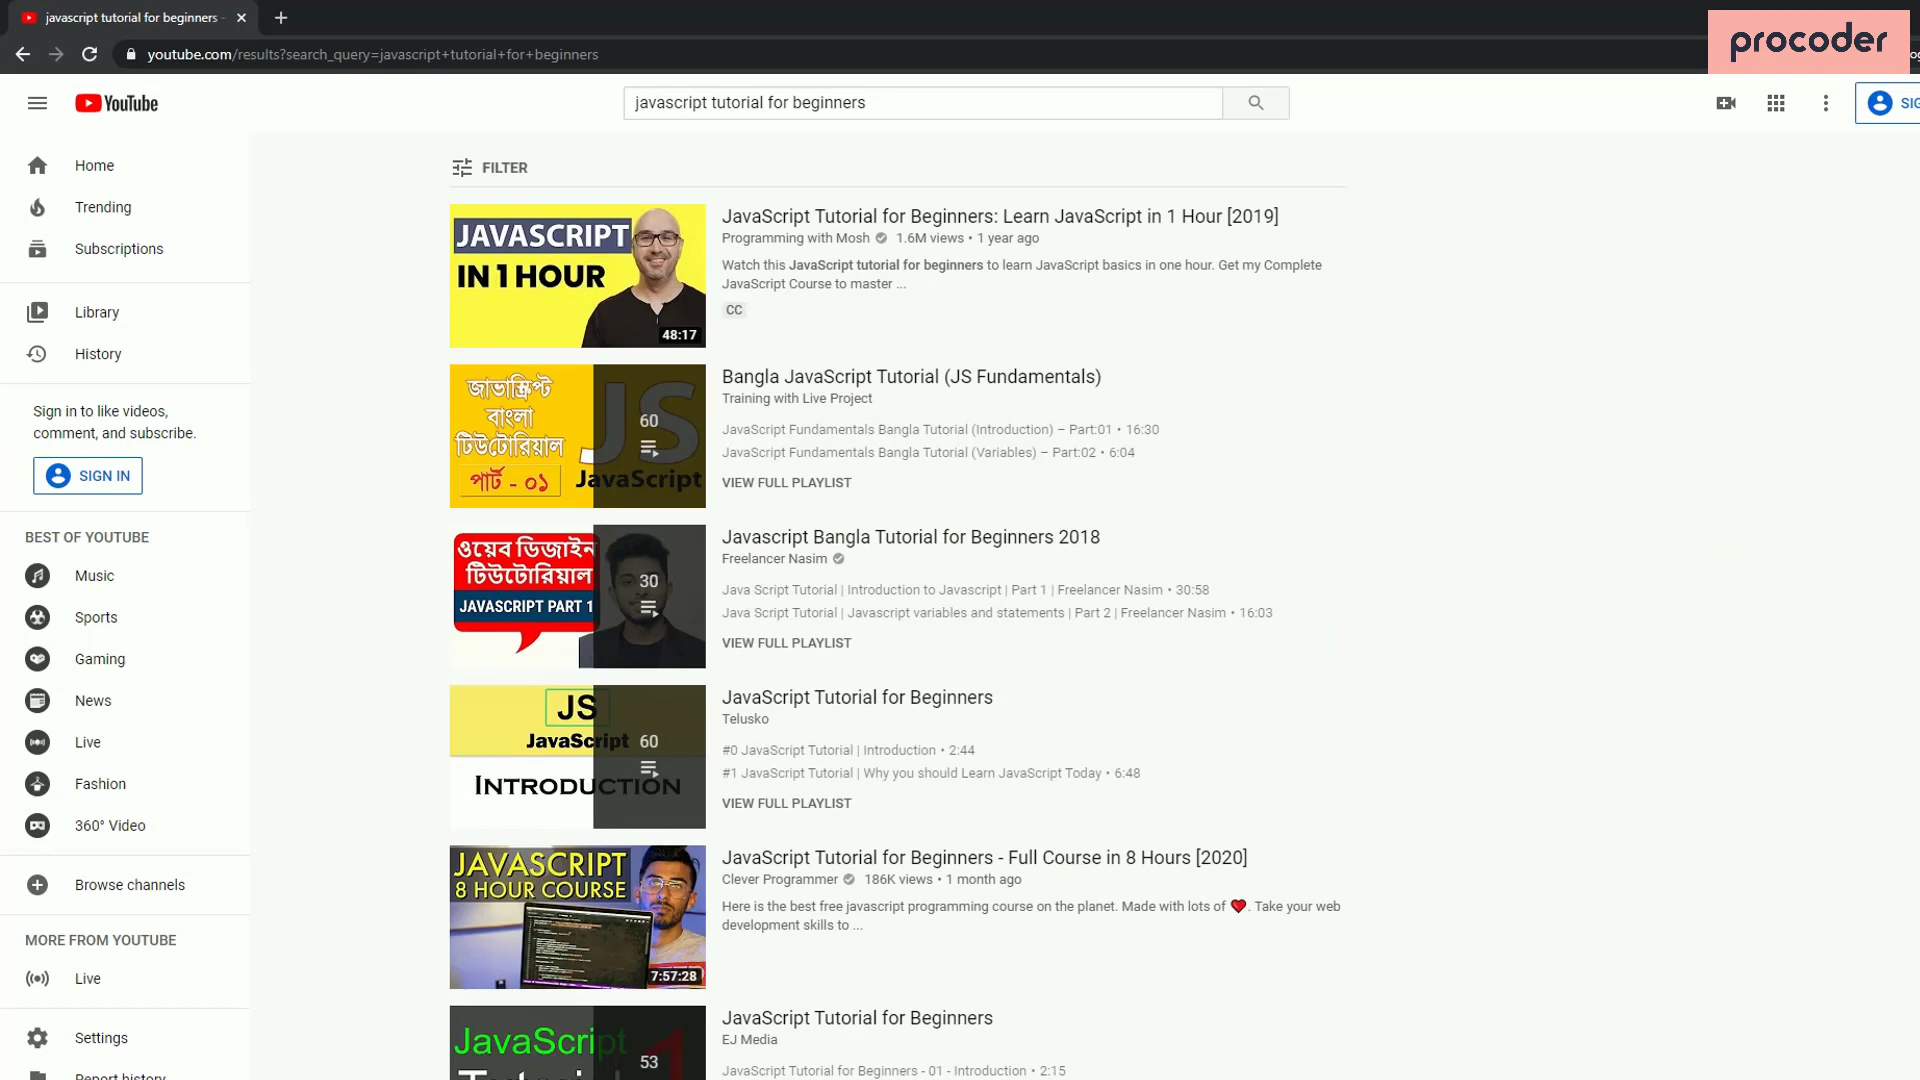 javascript tutorial for beginners -
procoder
youtube.com/results?search_query=javascript+tutorial+for+beginners
YouTube
javascript tutorial for beginners
SIG
Home
Trending
Subscriptions
Library
History
Sign in to like videos,
comment, and subscribe.
SIGN IN
BEST OF YOUTUBE
Music
Sports
Gaming
News
Live
Fashion
360° Video
Browse channels
MORE FROM YOUTUBE
Live
Settings
Report history
FILTER
JAVASCRIPT
IN 1 HOUR
48:17
JavaScript Tutorial for Beginners: Learn JavaScript in 1 Hour [2019]
Programming with Mosh 1.6M views • 1 year ago
Watch this JavaScript tutorial for beginners to learn JavaScript basics in one hour. Get my Complete
JavaScript Course to master ...
CC
জাভাস্ক্রিপ্ট
বাংলা
টিউটোরিয়াল
পার্ট - ০১
JS
JavaScript
60
Bangla JavaScript Tutorial (JS Fundamentals)
Training with Live Project
JavaScript Fundamentals Bangla Tutorial (Introduction) – Part:01 • 16:30
JavaScript Fundamentals Bangla Tutorial (Variables) – Part:02 • 6:04
VIEW FULL PLAYLIST
ওয়েব ডিজাইন
টিউটোরিয়াল
JAVASCRIPT PART 1
30
Javascript Bangla Tutorial for Beginners 2018
Freelancer Nasim
Java Script Tutorial | Introduction to Javascript | Part 1 | Freelancer Nasim • 30:58
Java Script Tutorial | Javascript variables and statements | Part 2 | Freelancer Nasim • 16:03
VIEW FULL PLAYLIST
JS
JavaScript
INTRODUCTION
60
JavaScript Tutorial for Beginners
Telusko
#0 JavaScript Tutorial | Introduction • 2:44
#1 JavaScript Tutorial | Why you should Learn JavaScript Today • 6:48
VIEW FULL PLAYLIST
JAVASCRIPT
8 HOUR COURSE
7:57:28
JavaScript Tutorial for Beginners - Full Course in 8 Hours [2020]
Clever Programmer 186K views • 1 month ago
Here is the best free javascript programming course on the planet. Made with lots of ❤️. Take your web
development skills to ...
JavaScript
53
JavaScript Tutorial for Beginners
EJ Media
JavaScript Tutorial for Beginners - 01 - Introduction • 2:15